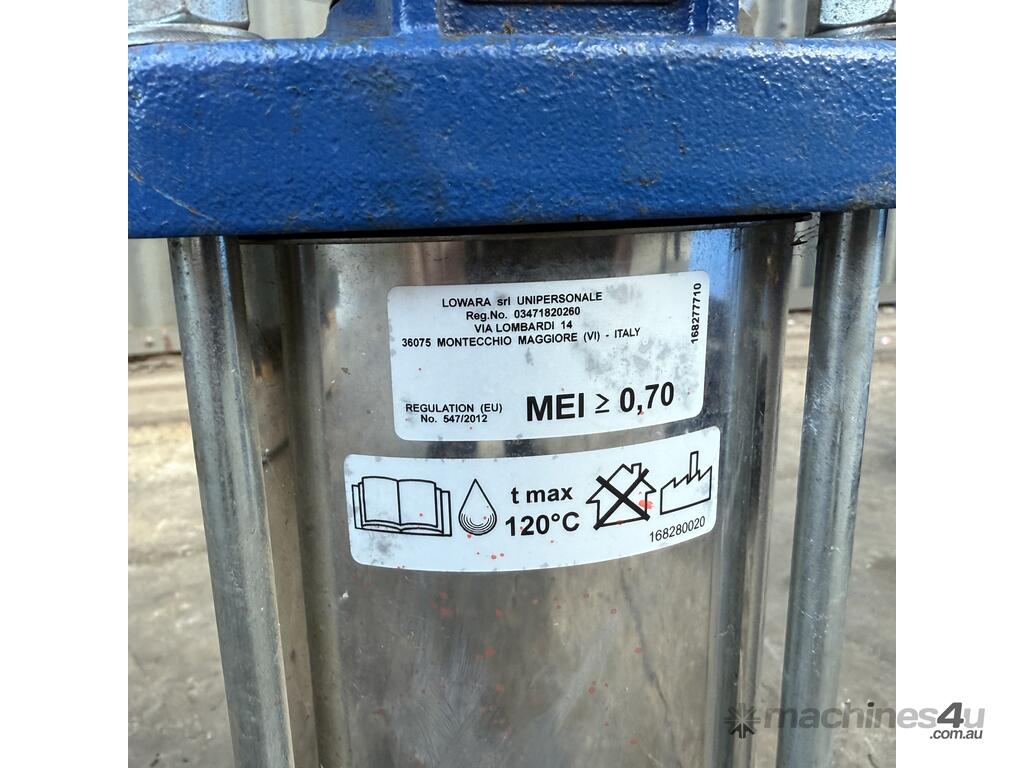 LOWARA srl UNIPERSONALE
Reg.No. 03471820260
VIA LOMBARDI 14
36075 MONTECCHIO MAGGIORE (VI) - ITALY
168277710
REGULATION (EU)
No. 547/2012
MEI ≥ 0,70
t max
120°C
168280020
machines4u
.com.au